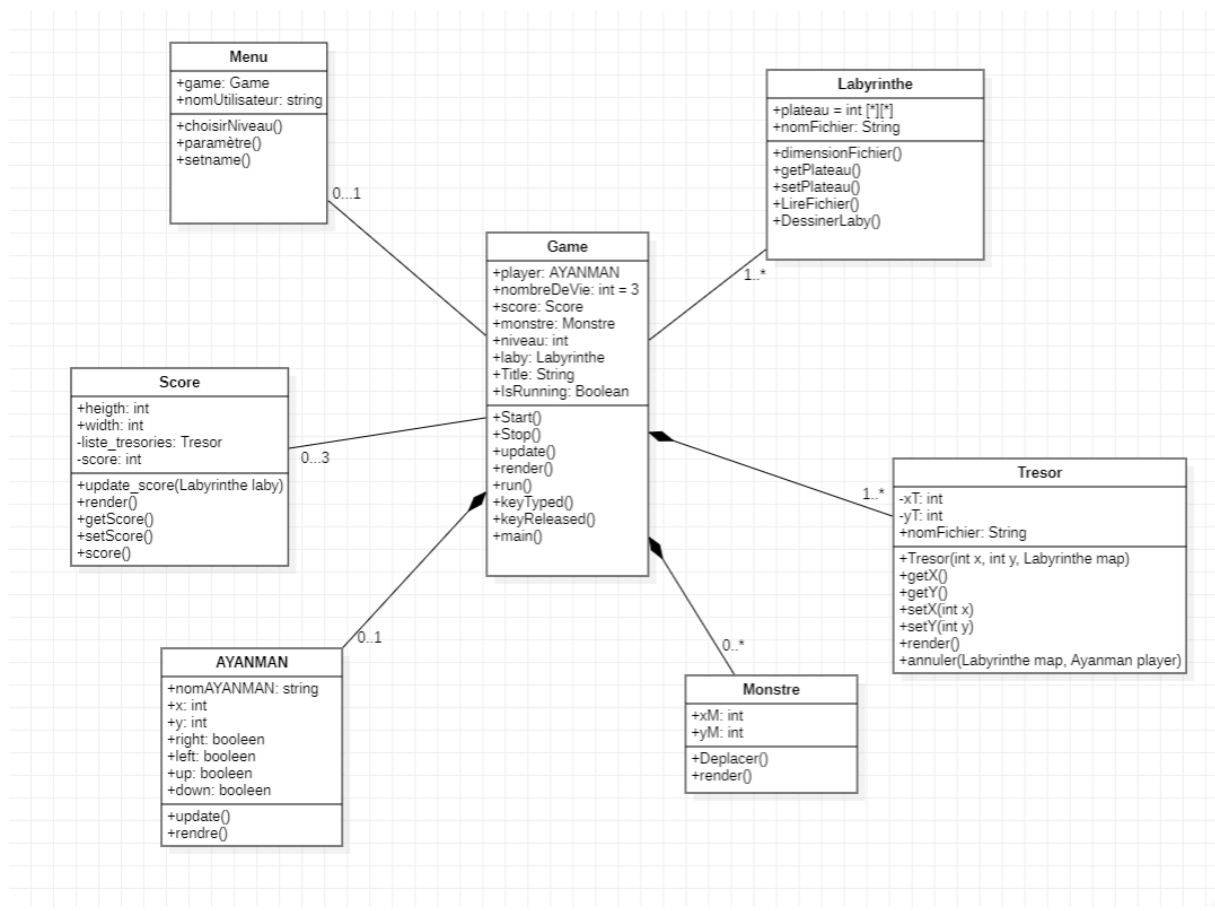 Menu
+game: Game
+nomUtilisateur: string
+choisirNiveau()
+paramètre()
+setname()
0...1
Labyrinthe
+plateau = int [*][*]
+nomFichier: String
+dimensionFichier()
+getPlateau()
+setPlateau()
+LireFichier()
+DessinerLaby()
1..*
Game
+player: AYANMAN
+nombreDeVie: int = 3
+score: Score
+monstre: Monstre
+niveau: int
+laby: Labyrinthe
+Title: String
+IsRunning: Boolean
+Start()
+Stop()
+update()
+render()
+run()
+keyTyped()
+keyReleased()
+main()
Score
+heigth: int
+width: int
-liste_tresories: Tresor
-score: int
+update_score(Labyrinthe laby)
+render()
+getScore()
+setScore()
+score()
0...3
Tresor
-xT: int
-yT: int
+nomFichier: String
+Tresor(int x, int y, Labyrinthe map)
+getX()
+getY()
+setX(int x)
+setY(int y)
+render()
+annuler(Labyrinthe map, Ayanman player)
1..*
AYANMAN
+nomAYANMAN: string
+x: int
+y: int
+right: booleen
+left: booleen
+up: booleen
+down: booleen
+update()
+rendre()
0..1
Monstre
+xM: int
+yM: int
+Deplacer()
+render()
0..*